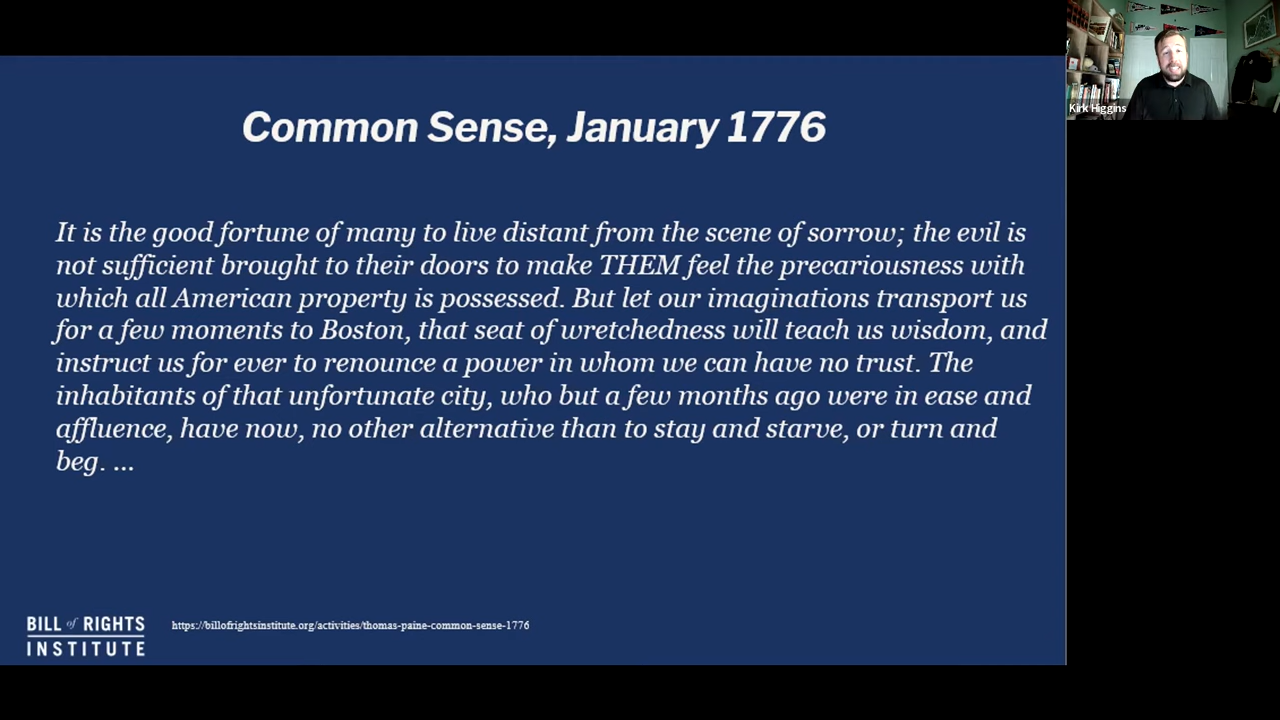 Common Sense, January 1776
It is the good fortune of many to live distant from the scene of sorrow; the evil is
not sufficient brought to their doors to make THEM feel the precariousness with
which all American property is possessed. But let our imaginations transport us
for a few moments to Boston, that seat of wretchedness will teach us wisdom, and
instruct us for ever to renounce a power in whom we can have no trust. The
inhabitants of that unfortunate city, who but a few months ago were in ease and
affluence, have now, no other alternative than to stay and starve, or turn and
beg. ...
BILL of RIGHTS
INSTITUTE
https://billofrightsinstitute.org/activities/thomas-paine-common-sense-1776
Kirk Higgins